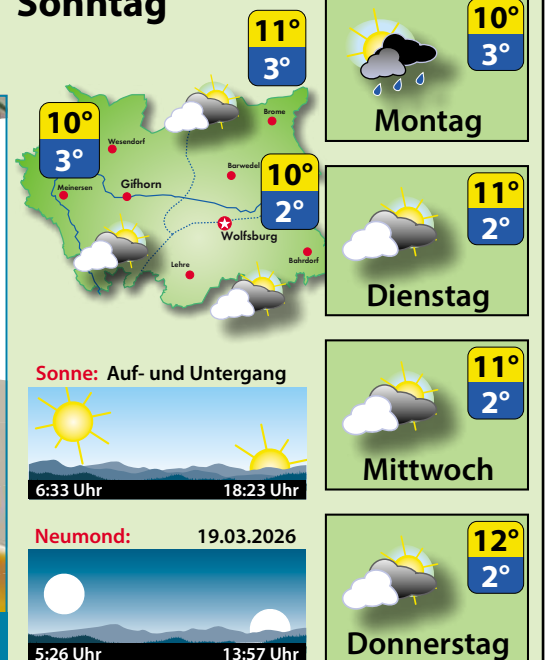 Sonntag
11°
3°
10°
3°
Brome
Wesendorf
Barwedel
10°
2°
Meinersen
Gifhorn
Wolfsburg
Lehre
Bahrdorf
Sonne: Auf- und Untergang
6:33 Uhr 18:23 Uhr
Neumond: 19.03.2026
5:26 Uhr 13:57 Uhr
10°
3°
Montag
11°
2°
Dienstag
11°
2°
Mittwoch
12°
2°
Donnerstag